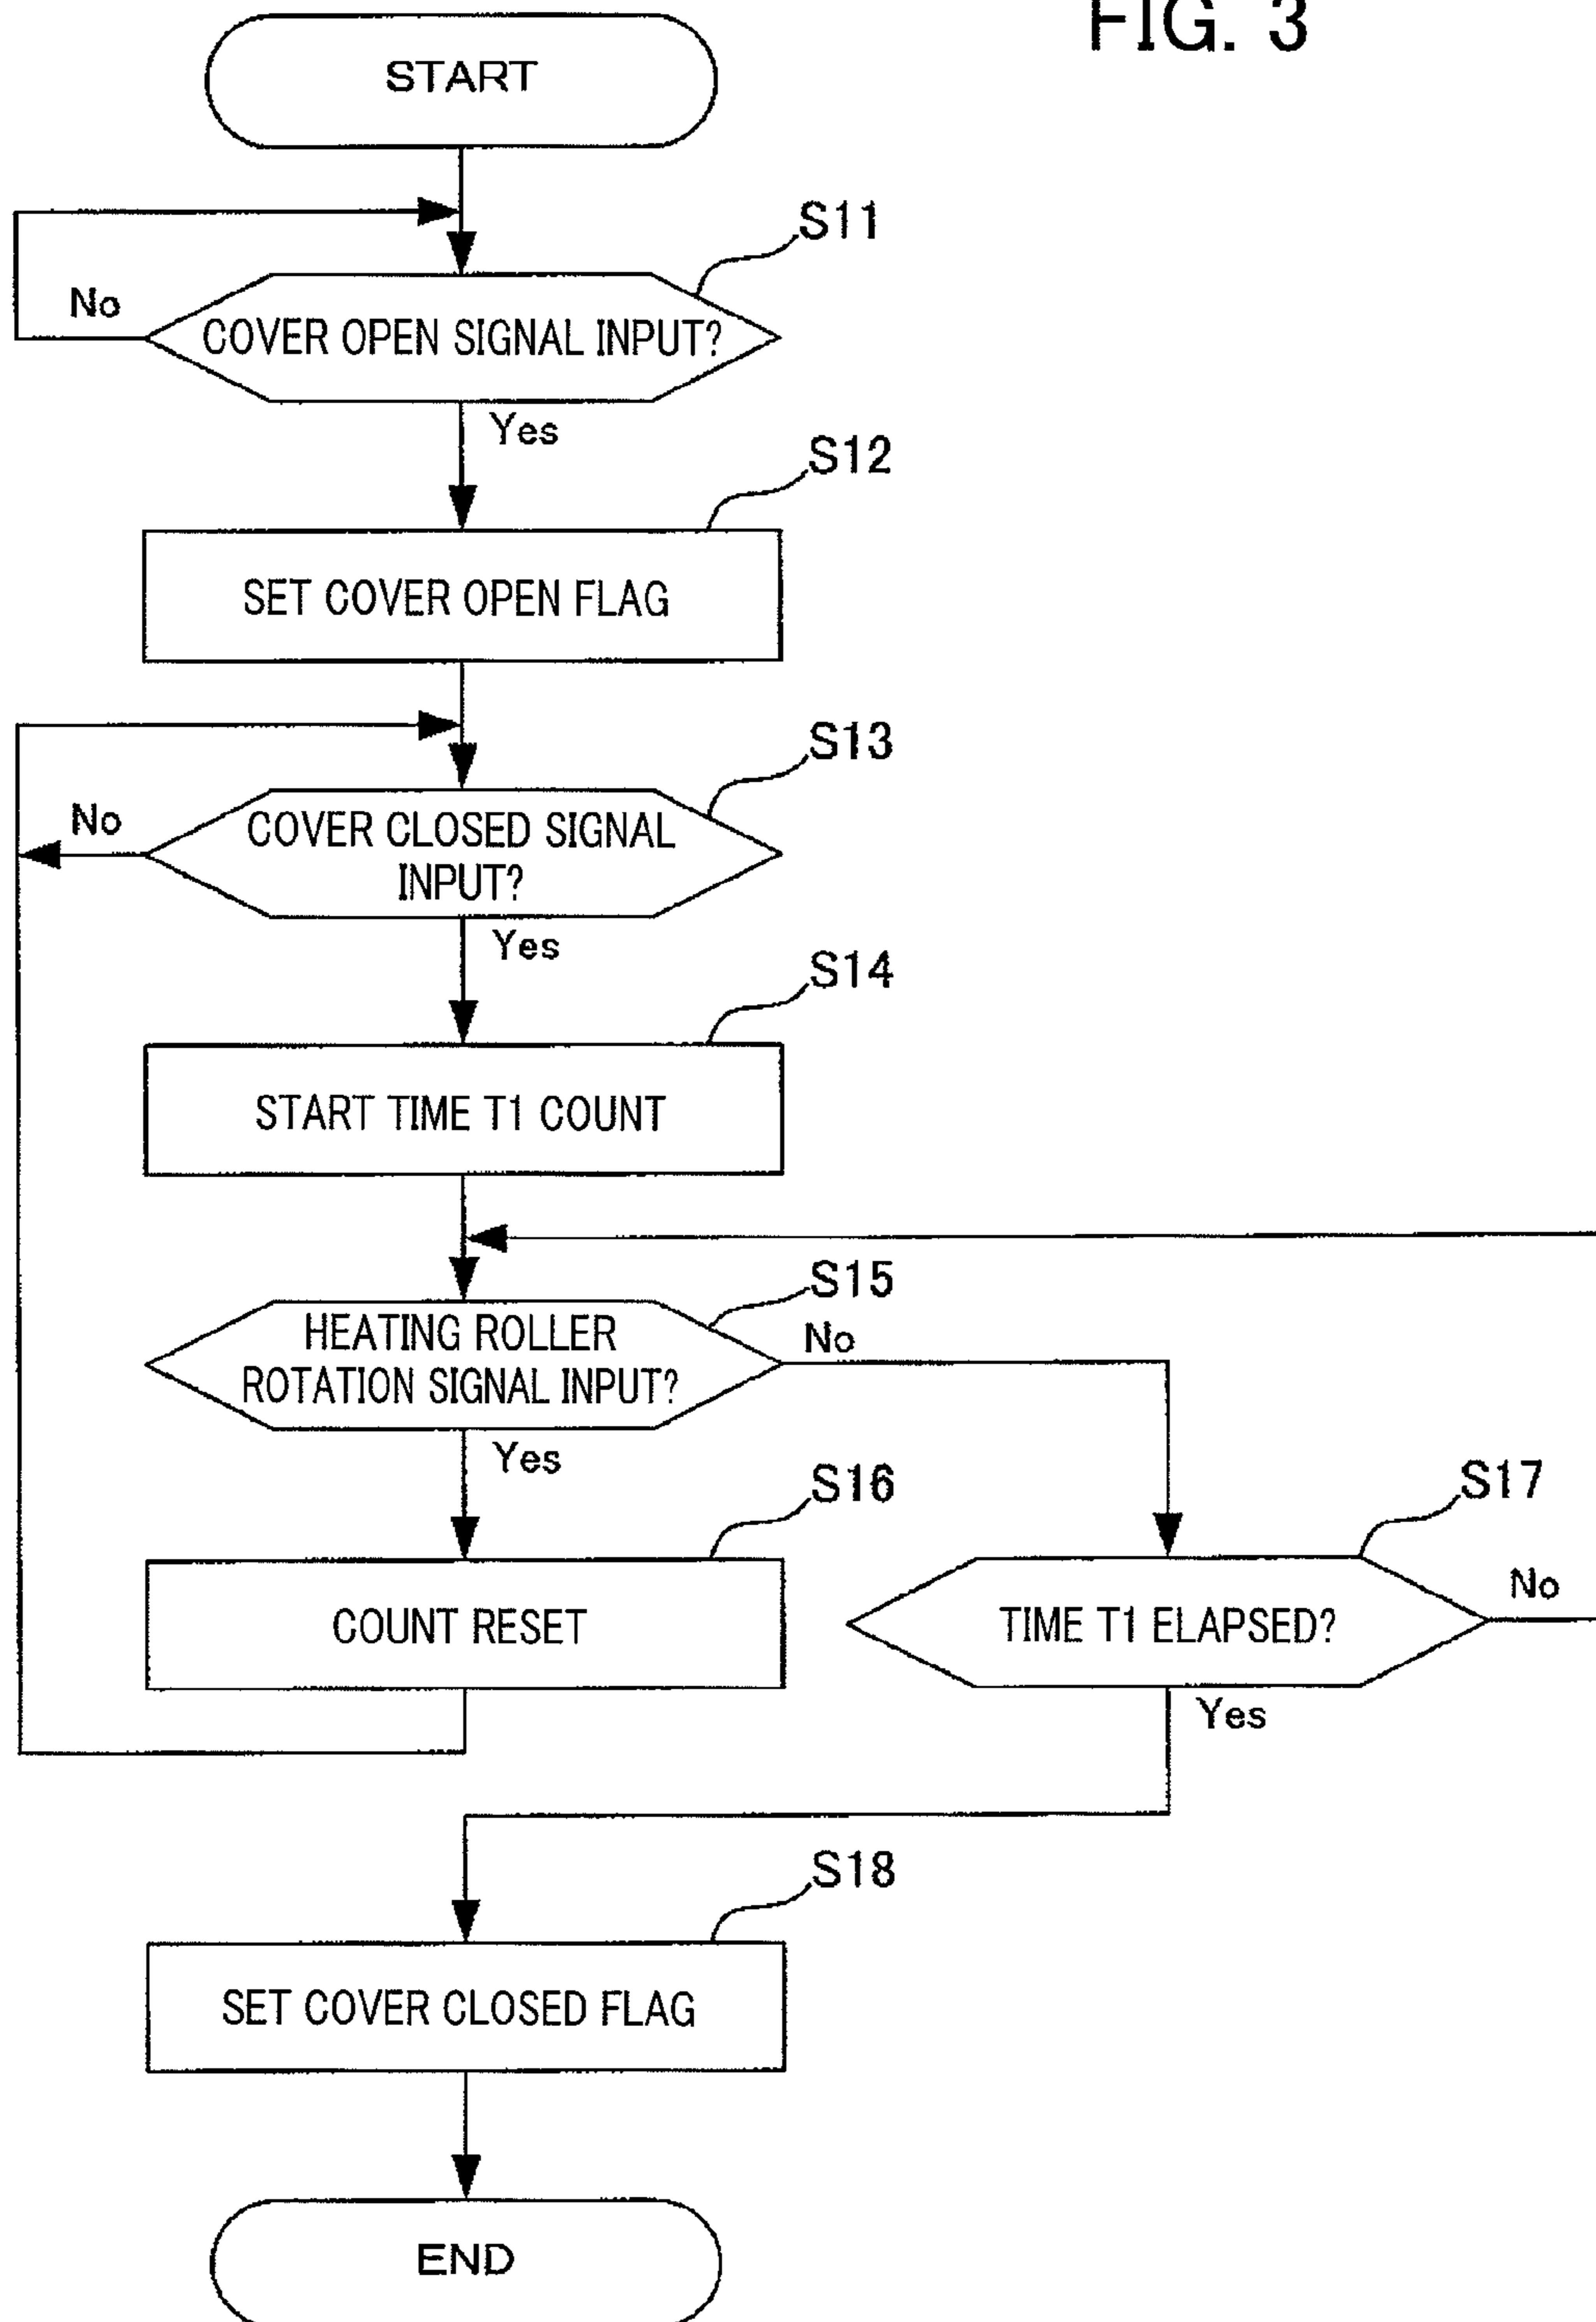 FIG. 3
START
S11
No
COVER OPEN SIGNAL INPUT?
Yes
S12
SET COVER OPEN FLAG
S13
No
COVER CLOSED SIGNAL
INPUT?
Yes
S14
START TIME T1 COUNT
S15
HEATING ROLLER
ROTATION SIGNAL INPUT?
No
Yes
S16
COUNT RESET
S17
TIME T1 ELAPSED?
No
Yes
S18
SET COVER CLOSED FLAG
END